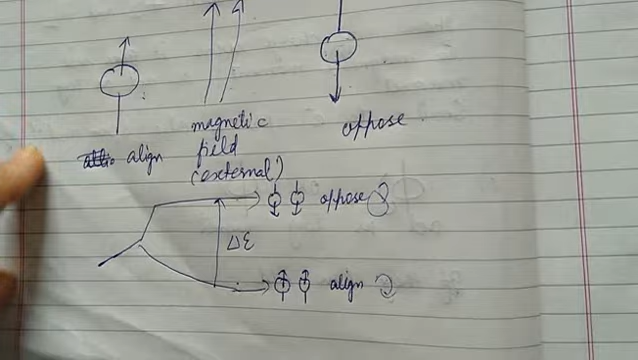 align
magnetic
field
(external)
oppose
oppose
ΔE
align